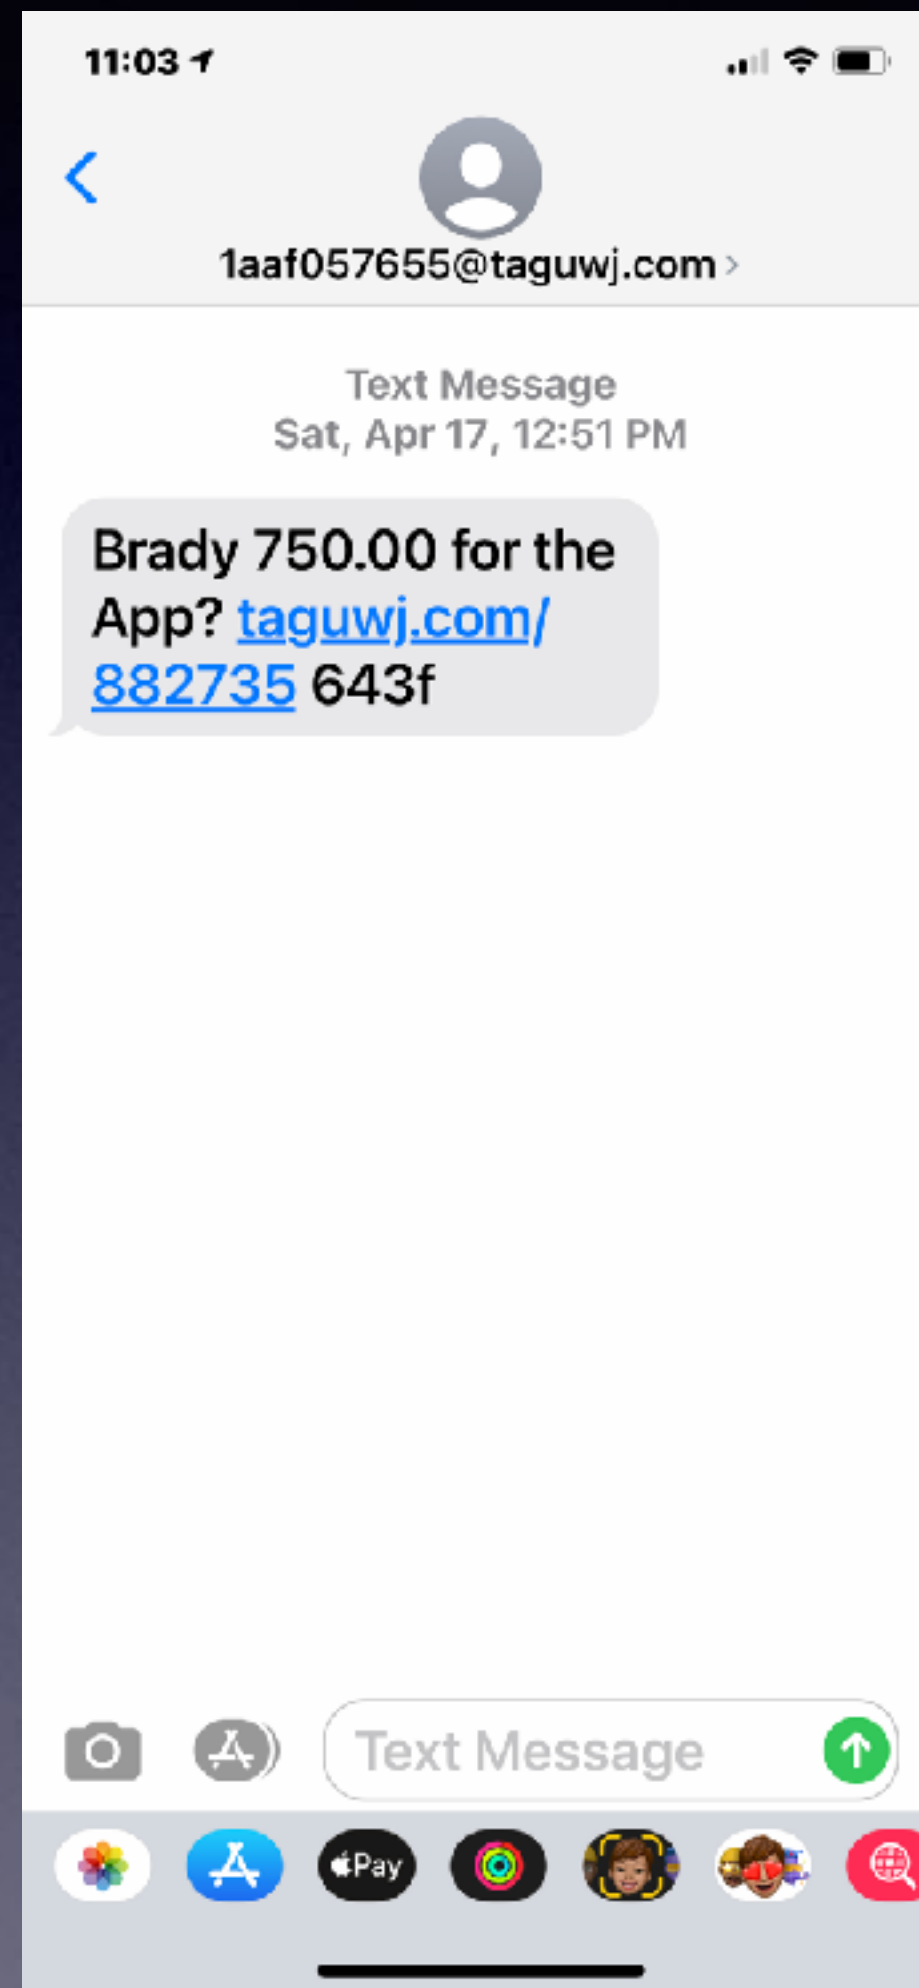 11:03
1aaf057655@taguwj.com
Text Message
Sat, Apr 17, 12:51 PM
Brady 750.00 for the
App? taguwj.com/
882735 643f
Text Message
Pay